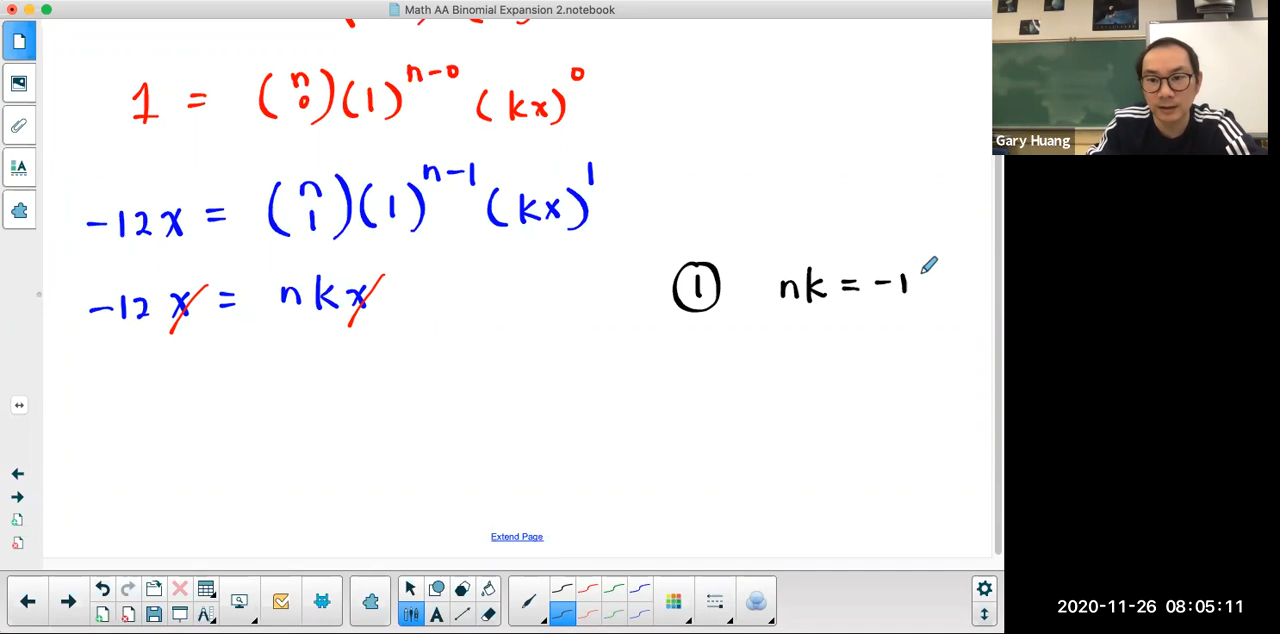 Math AA Binomial Expansion 2.notebook
1 = (n 0)(1)^n-0 (kx)^0
Gary Huang
-12x = (n 1)(1)^n-1 (kx)^1
-12x = nkx
① nk = -1
Extend Page
A
2020-11-26 08:05:11